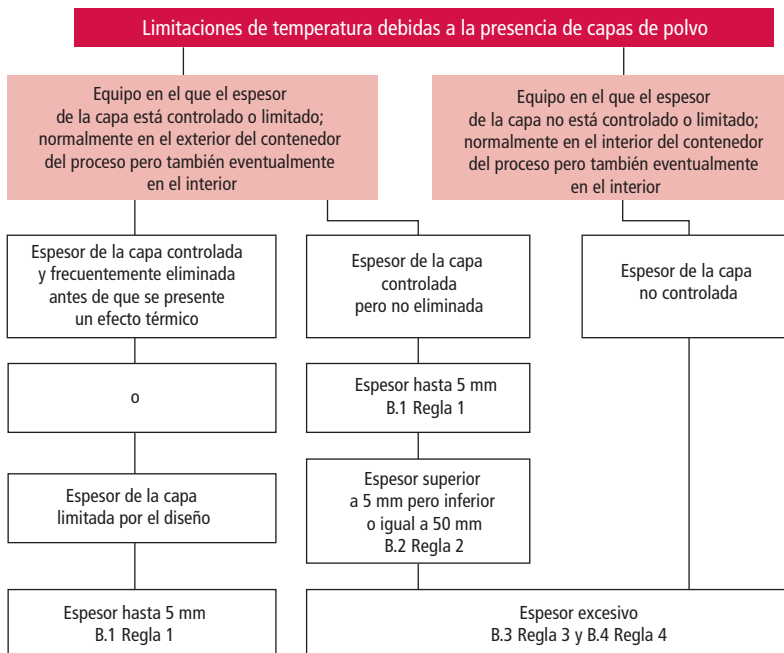 Limitaciones de temperatura debidas a la presencia de capas de polvo
Equipo en el que el espesor
de la capa está controlado o limitado;
normalmente en el exterior del contenedor
del proceso pero también eventualmente
en el interior
Equipo en el que el espesor
de la capa no está controlado o limitado;
normalmente en el interior del contenedor
del proceso pero también eventualmente
en el interior
Espesor de la capa controlada
y frecuentemente eliminada
antes de que se presente
un efecto térmico
Espesor de la capa
controlada
pero no eliminada
Espesor de la capa
no controlada
o
Espesor hasta 5 mm
B.1 Regla 1
Espesor de la capa
limitada por el diseño
Espesor superior
a 5 mm pero inferior
o igual a 50 mm
B.2 Regla 2
Espesor hasta 5 mm
B.1 Regla 1
Espesor excesivo
B.3 Regla 3 y B.4 Regla 4